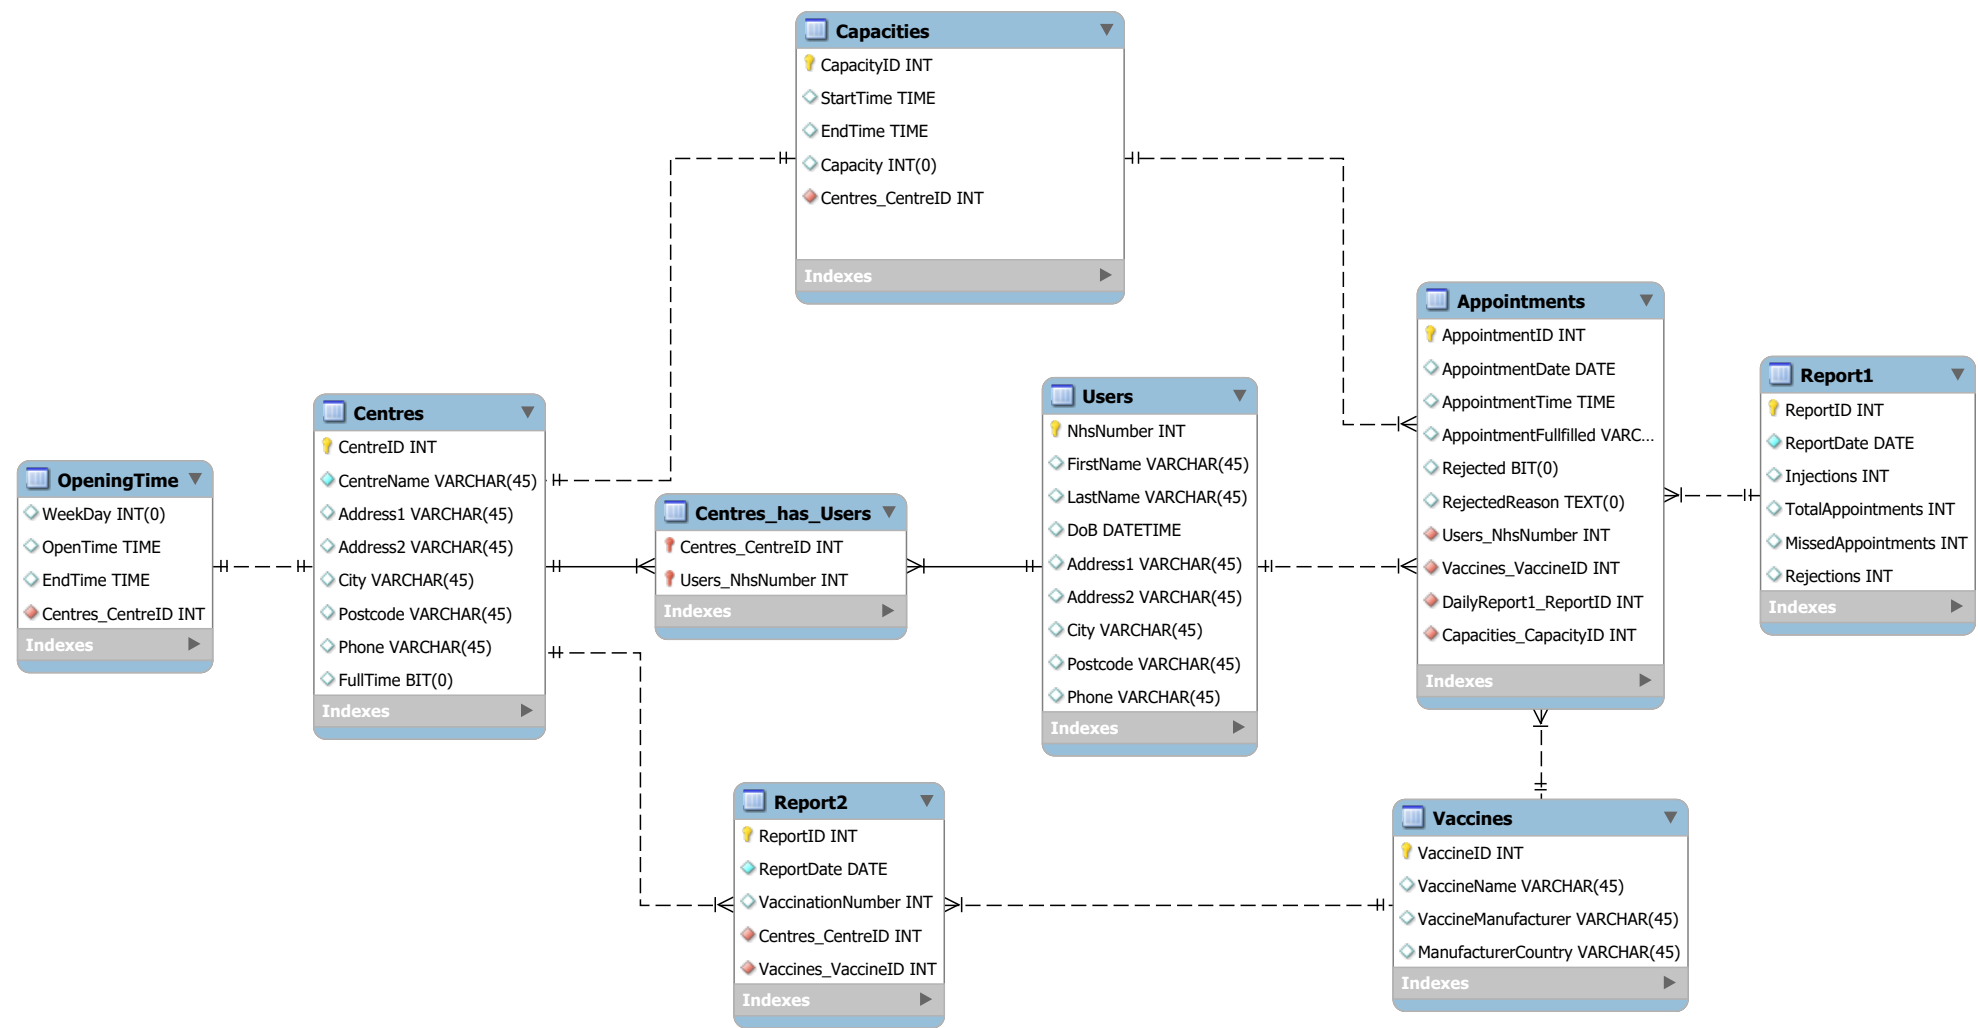 Capacities
CapacityID INT
StartTime TIME
EndTime TIME
Capacity INT(0)
Centres_CentreID INT
Indexes
Appointments
AppointmentID INT
AppointmentDate DATE
AppointmentTime TIME
AppointmentFullfilled VARC...
Rejected BIT(0)
RejectedReason TEXT(0)
Users_NhsNumber INT
Vaccines_VaccineID INT
DailyReport1_ReportID INT
Capacities_CapacityID INT
Indexes
Report1
ReportID INT
ReportDate DATE
Injections INT
TotalAppointments INT
MissedAppointments INT
Rejections INT
Indexes
Users
NhsNumber INT
FirstName VARCHAR(45)
LastName VARCHAR(45)
DoB DATETIME
Address1 VARCHAR(45)
Address2 VARCHAR(45)
City VARCHAR(45)
Postcode VARCHAR(45)
Phone VARCHAR(45)
Indexes
Centres
CentreID INT
CentreName VARCHAR(45)
Address1 VARCHAR(45)
Address2 VARCHAR(45)
City VARCHAR(45)
Postcode VARCHAR(45)
Phone VARCHAR(45)
FullTime BIT(0)
Indexes
OpeningTime
WeekDay INT(0)
OpenTime TIME
EndTime TIME
Centres_CentreID INT
Indexes
Centres_has_Users
Centres_CentreID INT
Users_NhsNumber INT
Indexes
Report2
ReportID INT
ReportDate DATE
VaccinationNumber INT
Centres_CentreID INT
Vaccines_VaccineID INT
Indexes
Vaccines
VaccineID INT
VaccineName VARCHAR(45)
VaccineManufacturer VARCHAR(45)
ManufacturerCountry VARCHAR(45)
Indexes